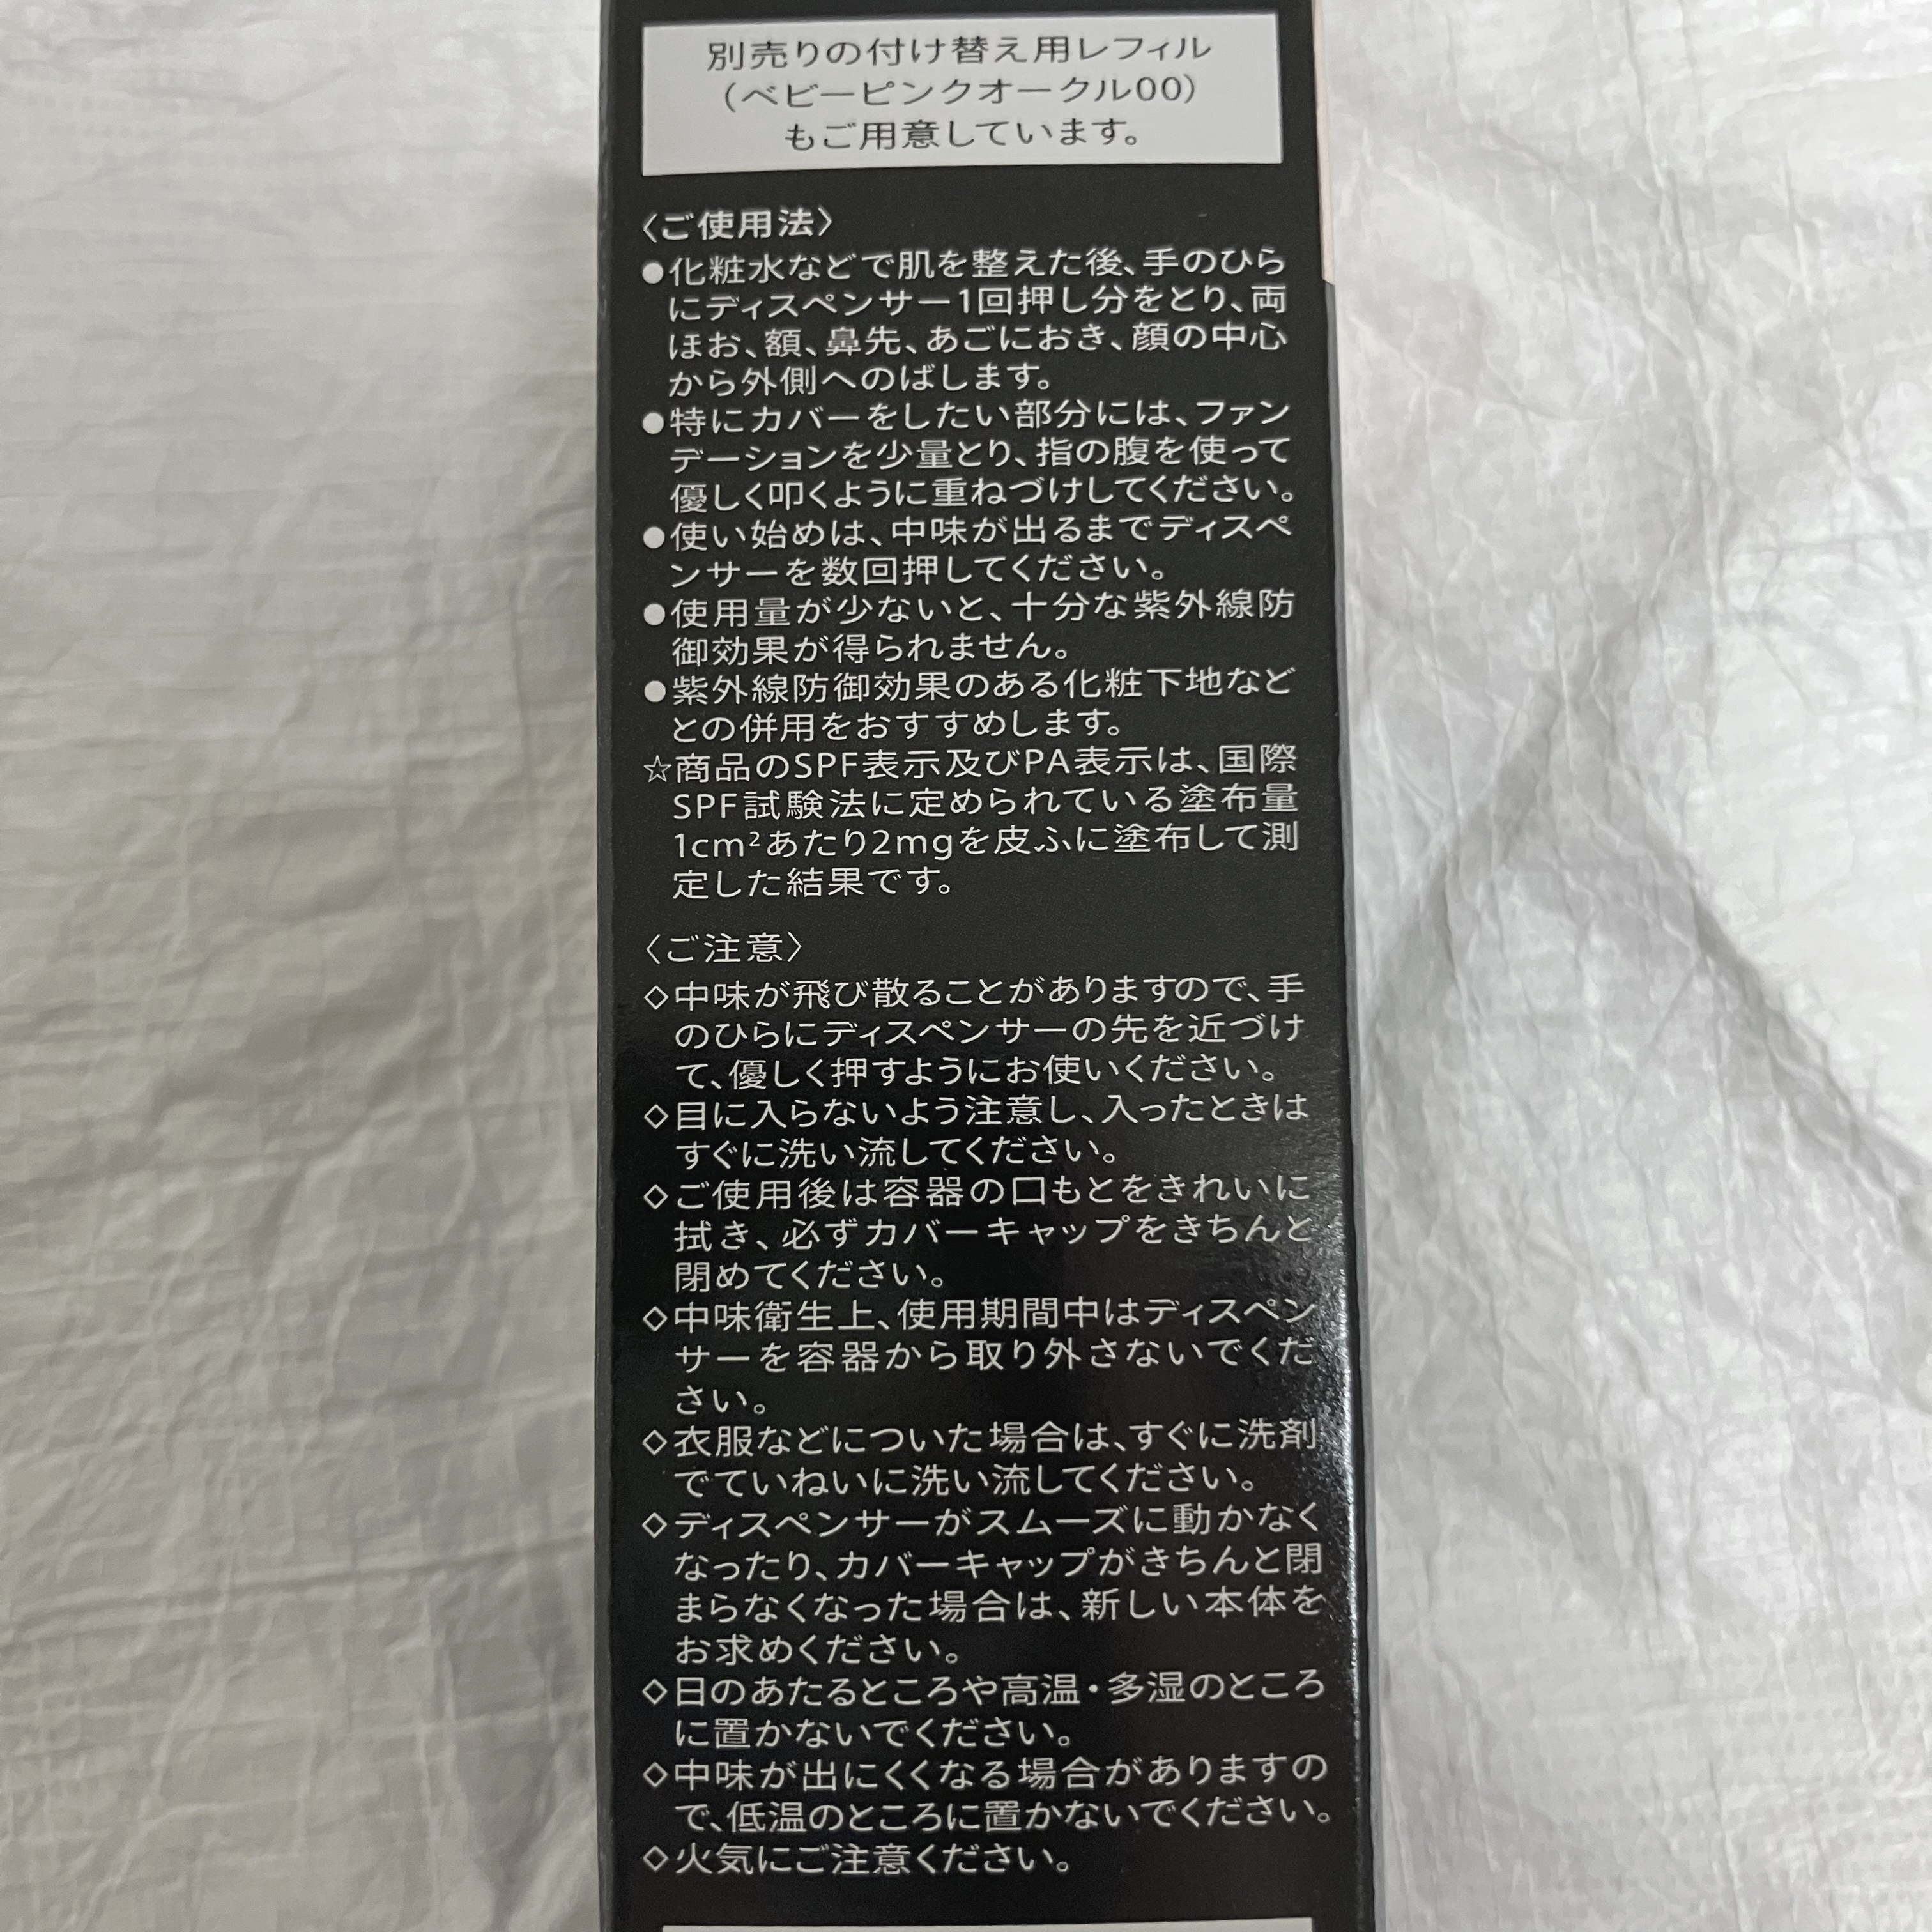 別売りの付け替え用レフィル
（ベビーピンクオークル00）
もご用意しています。
〈ご使用法〉
●化粧水などで肌を整えた後、手のひら
にディスペンサー1回押し分をとり、両
ほお、額、鼻先、あごにおき、顔の中心
から外側へのばします。
●特にカバーをしたい部分には、ファン
デーションを少量とり、指の腹を使って
優しく叩くように重ねづけしてください。
●使い始めは、中味が出るまでディスペ
ンサーを数回押してください。
●使用量が少ないと、十分な紫外線防
御効果が得られません。
●紫外線防御効果のある化粧下地など
との併用をおすすめします。
☆商品のSPF表示及びPA表示は、国際
SPF試験法に定められている塗布量
1cm²あたり2mgを皮ふに塗布して測
定した結果です。
〈ご注意〉
◇中味が飛び散ることがありますので、手
のひらにディスペンサーの先を近づけ
て、優しく押すようにお使いください。
◇目に入らないよう注意し、入ったときは
すぐに洗い流してください。
◇ご使用後は容器の口もとをきれいに
拭き、必ずカバーキャップをきちんと
閉めてください。
◇中味衛生上、使用期間中はディスペン
サーを容器から取り外さないでくだ
さい。
◇衣服などについた場合は、すぐに洗剤
でていねいに洗い流してください。
◇ディスペンサーがスムーズに動かなく
なったり、カバーキャップがきちんと閉
まらなくなった場合は、新しい本体を
お求めください。
◇日のあたるところや高温・多湿のところ
に置かないでください。
◇中味が出にくくなる場合がありますの
で、低温のところに置かないでください。
◇火気にご注意ください。